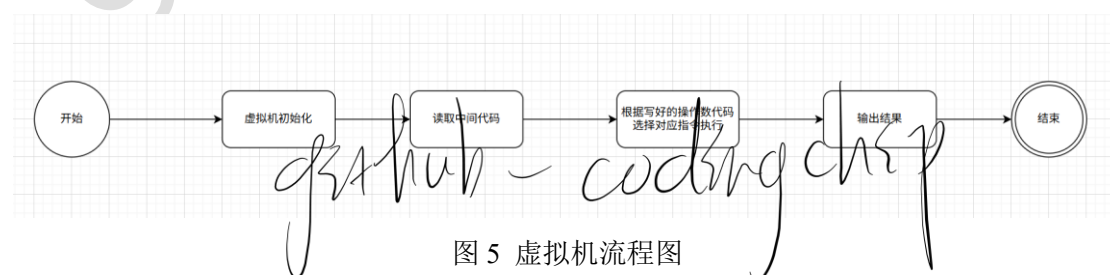 开始
虚拟机初始化
读取中间代码
根据写好的操作数代码
选择对应指令执行
输出结果
结束
github - codingchip
图 5 虚拟机流程图